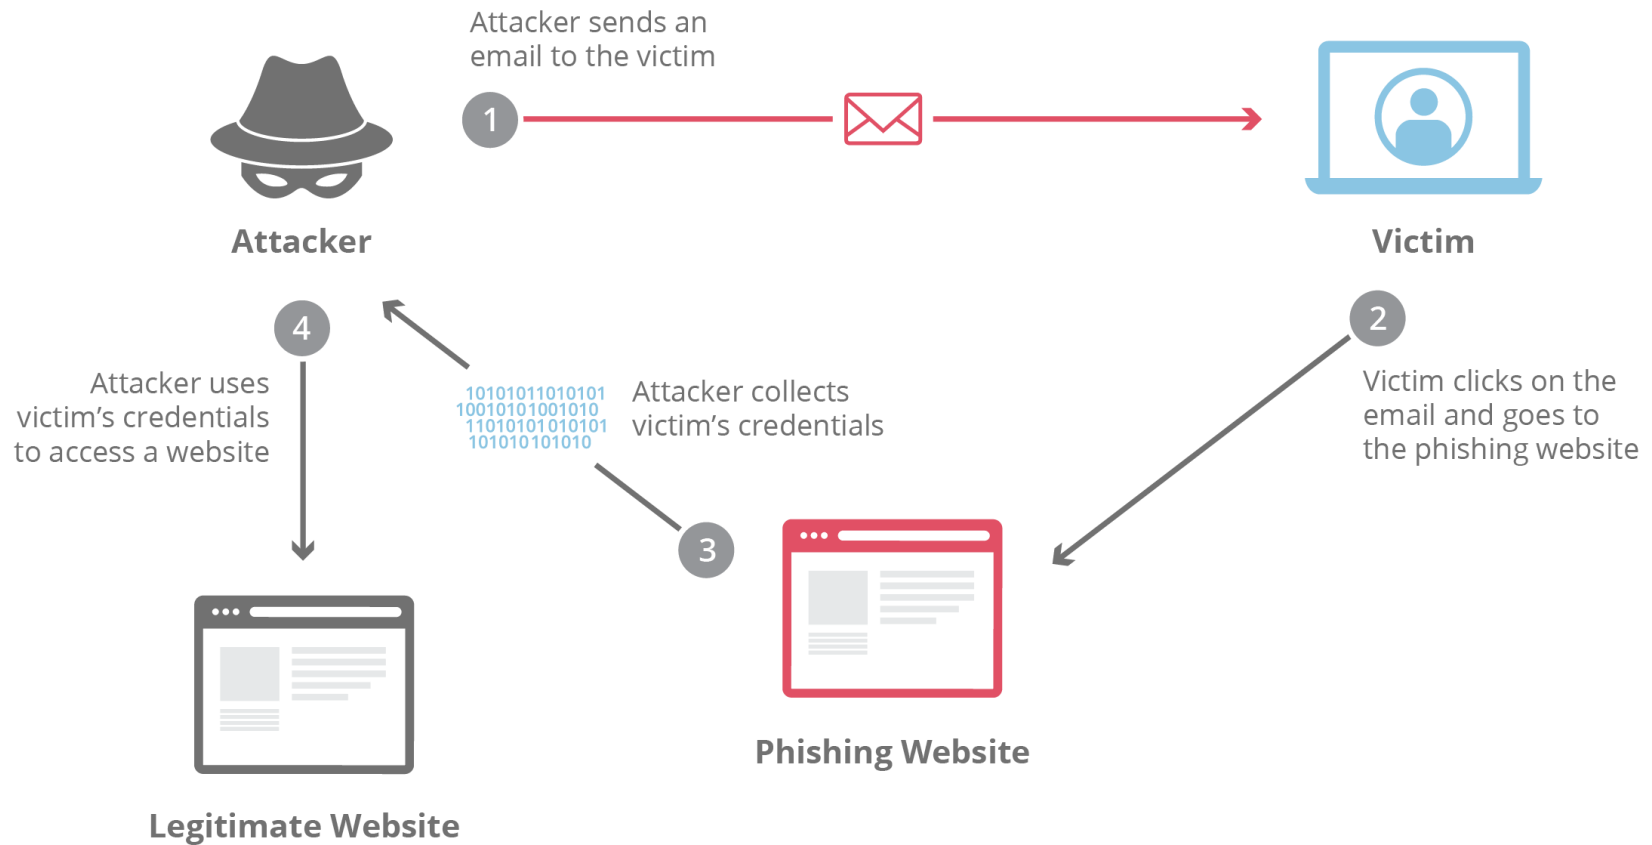 Attacker sends an
email to the victim
1
Attacker
Victim
2
Victim clicks on the
email and goes to
the phishing website
3
10101011010101
10010101001010
11010101010101
101010101010
Attacker collects
victim’s credentials
4
Attacker uses
victim’s credentials
to access a website
Phishing Website
Legitimate Website